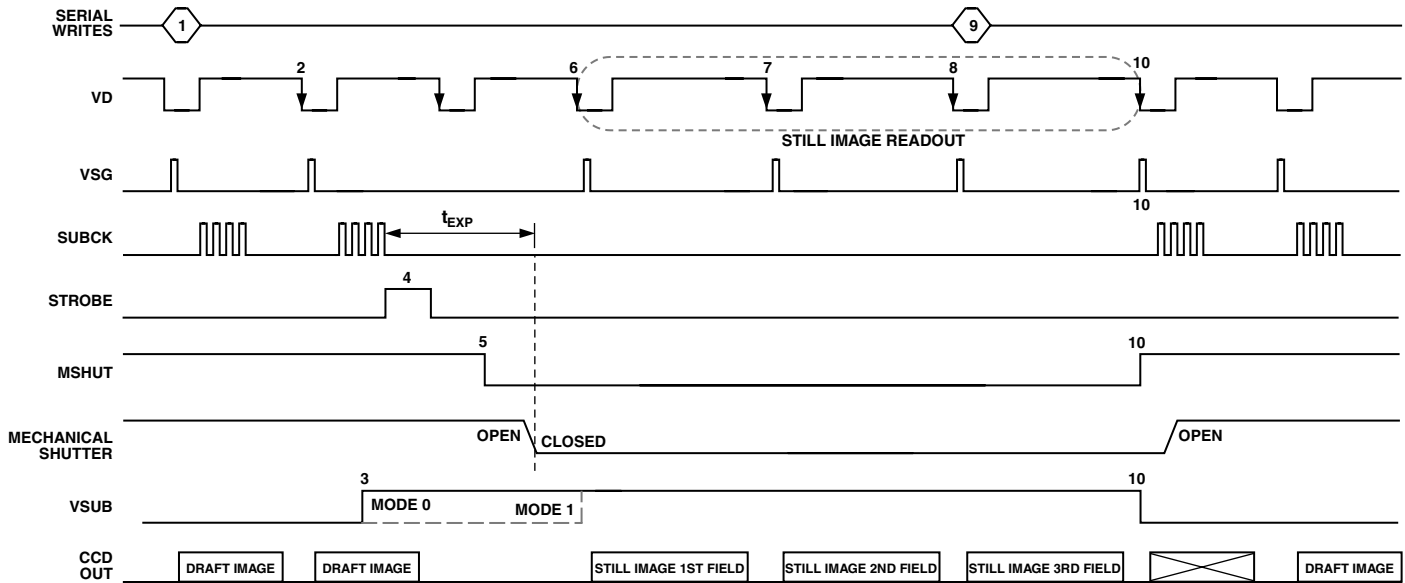 SERIAL
WRITES
1
9
VD
2
6
7
8
10
STILL IMAGE READOUT
VSG
10
SUBCK
tEXP
STROBE
4
MSHUT
5
10
MECHANICAL
SHUTTER
OPEN
CLOSED
OPEN
VSUB
3
MODE 0
MODE 1
10
CCD
OUT
DRAFT IMAGE
DRAFT IMAGE
STILL IMAGE 1ST FIELD
STILL IMAGE 2ND FIELD
STILL IMAGE 3RD FIELD
DRAFT IMAGE